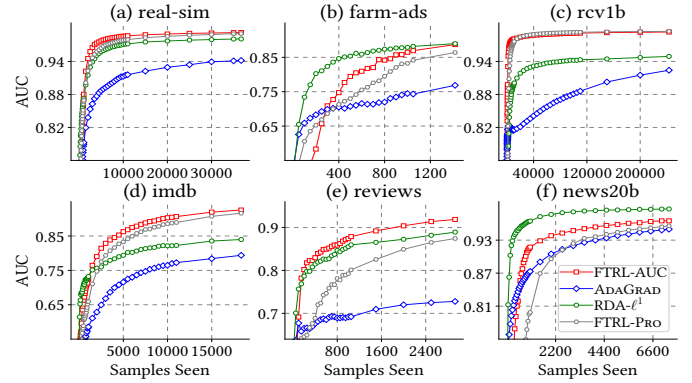 (a) real-sim
(b) farm-ads
(c) rcv1b
AUC
0.94
0.88
0.82
0.85
0.75
0.65
0.94
0.88
0.82
10000 20000 30000
400 800 1200
40000 120000 200000
(d) imdb
(e) reviews
(f) news20b
AUC
0.85
0.75
0.65
0.9
0.8
0.7
0.93
0.87
0.81
FTRL-AUC
AdaGrad
RDA-ℓ¹
FTRL-Pro
5000 10000 15000
800 1600 2400
2200 4400 6600
Samples Seen
Samples Seen
Samples Seen